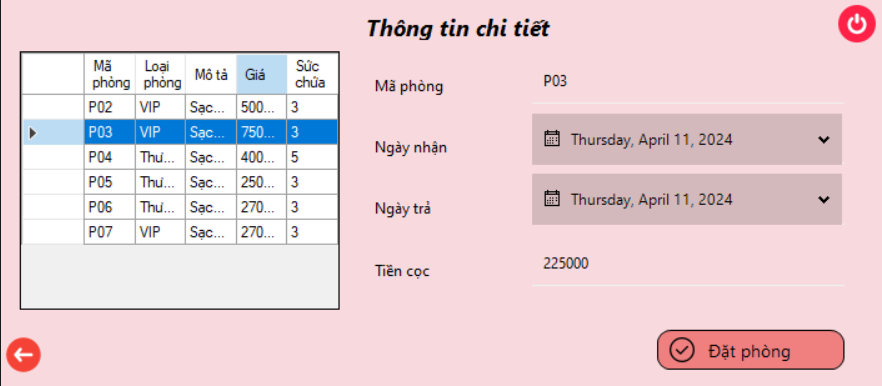 Thông tin chi tiết
Mã phòng Loại phòng Mô tả Giá Sức chứa
P02 VIP Sạc... 500... 3
P03 VIP Sạc... 750... 3
P04 Thư... Sạc... 400... 5
P05 Thư... Sạc... 250... 3
P06 Thư... Sạc... 270... 3
P07 VIP Sạc... 270... 3
Mã phòng P03
Ngày nhận Thursday, April 11, 2024
Ngày trả Thursday, April 11, 2024
Tiền cọc 225000
Đặt phòng